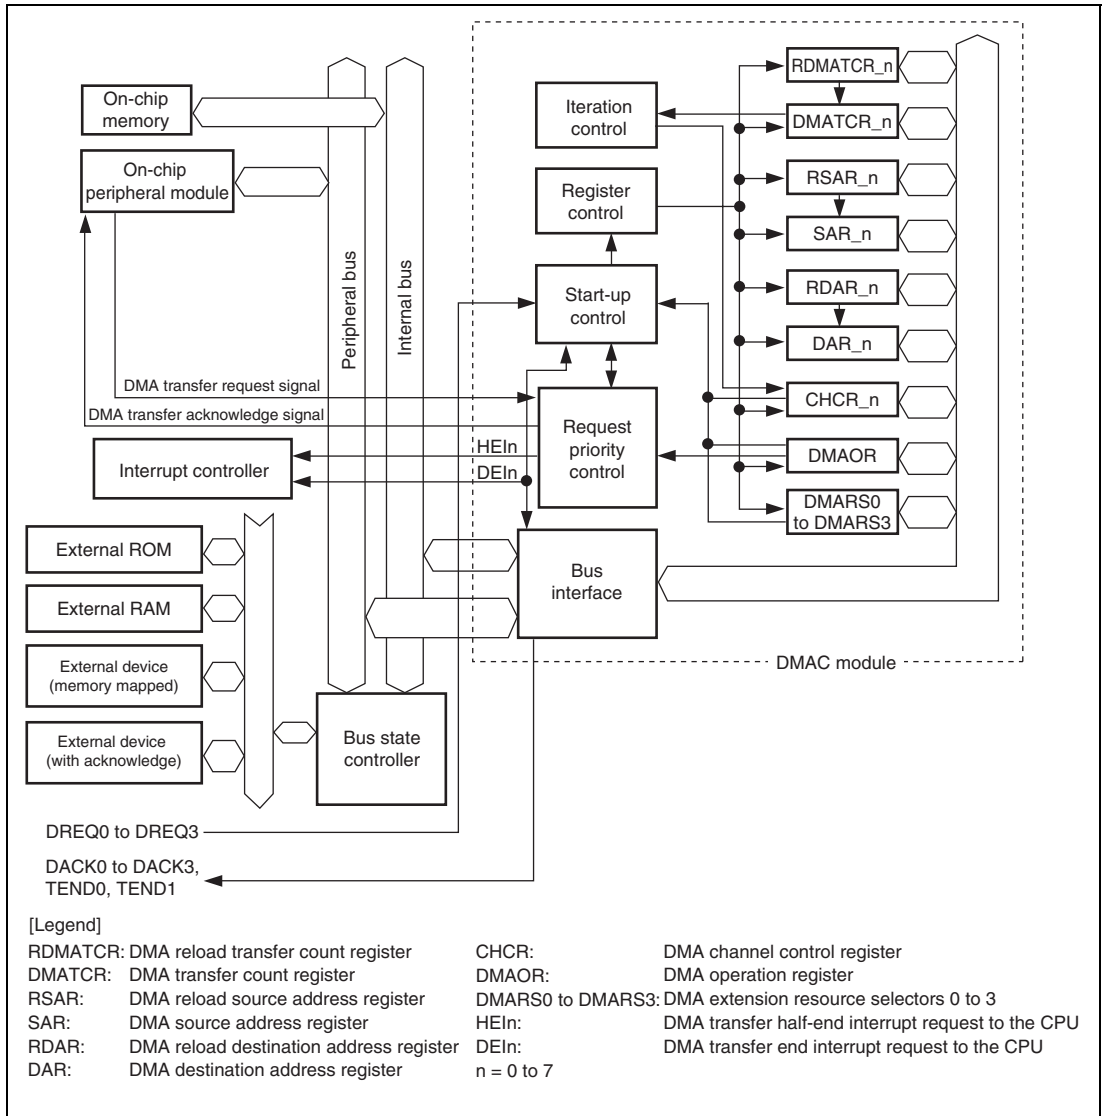 On-chip
memory
On-chip
peripheral module
Peripheral bus
Internal bus
Iteration
control
Register
control
Start-up
control
Request
priority
control
Bus
interface
RDMATCR_n
DMATCR_n
RSAR_n
SAR_n
RDAR_n
DAR_n
CHCR_n
DMAOR
DMARS0
to DMARS3
DMA transfer request signal
DMA transfer acknowledge signal
HEIn
DEIn
Interrupt controller
External ROM
External RAM
External device
(memory mapped)
External device
(with acknowledge)
Bus state
controller
DMAC module
DREQ0 to DREQ3
DACK0 to DACK3,
TEND0, TEND1
[Legend]
RDMATCR: DMA reload transfer count register
DMATCR: DMA transfer count register
RSAR: DMA reload source address register
SAR: DMA source address register
RDAR: DMA reload destination address register
DAR: DMA destination address register
CHCR: DMA channel control register
DMAOR: DMA operation register
DMARS0 to DMARS3: DMA extension resource selectors 0 to 3
HEIn: DMA transfer half-end interrupt request to the CPU
DEIn: DMA transfer end interrupt request to the CPU
n = 0 to 7